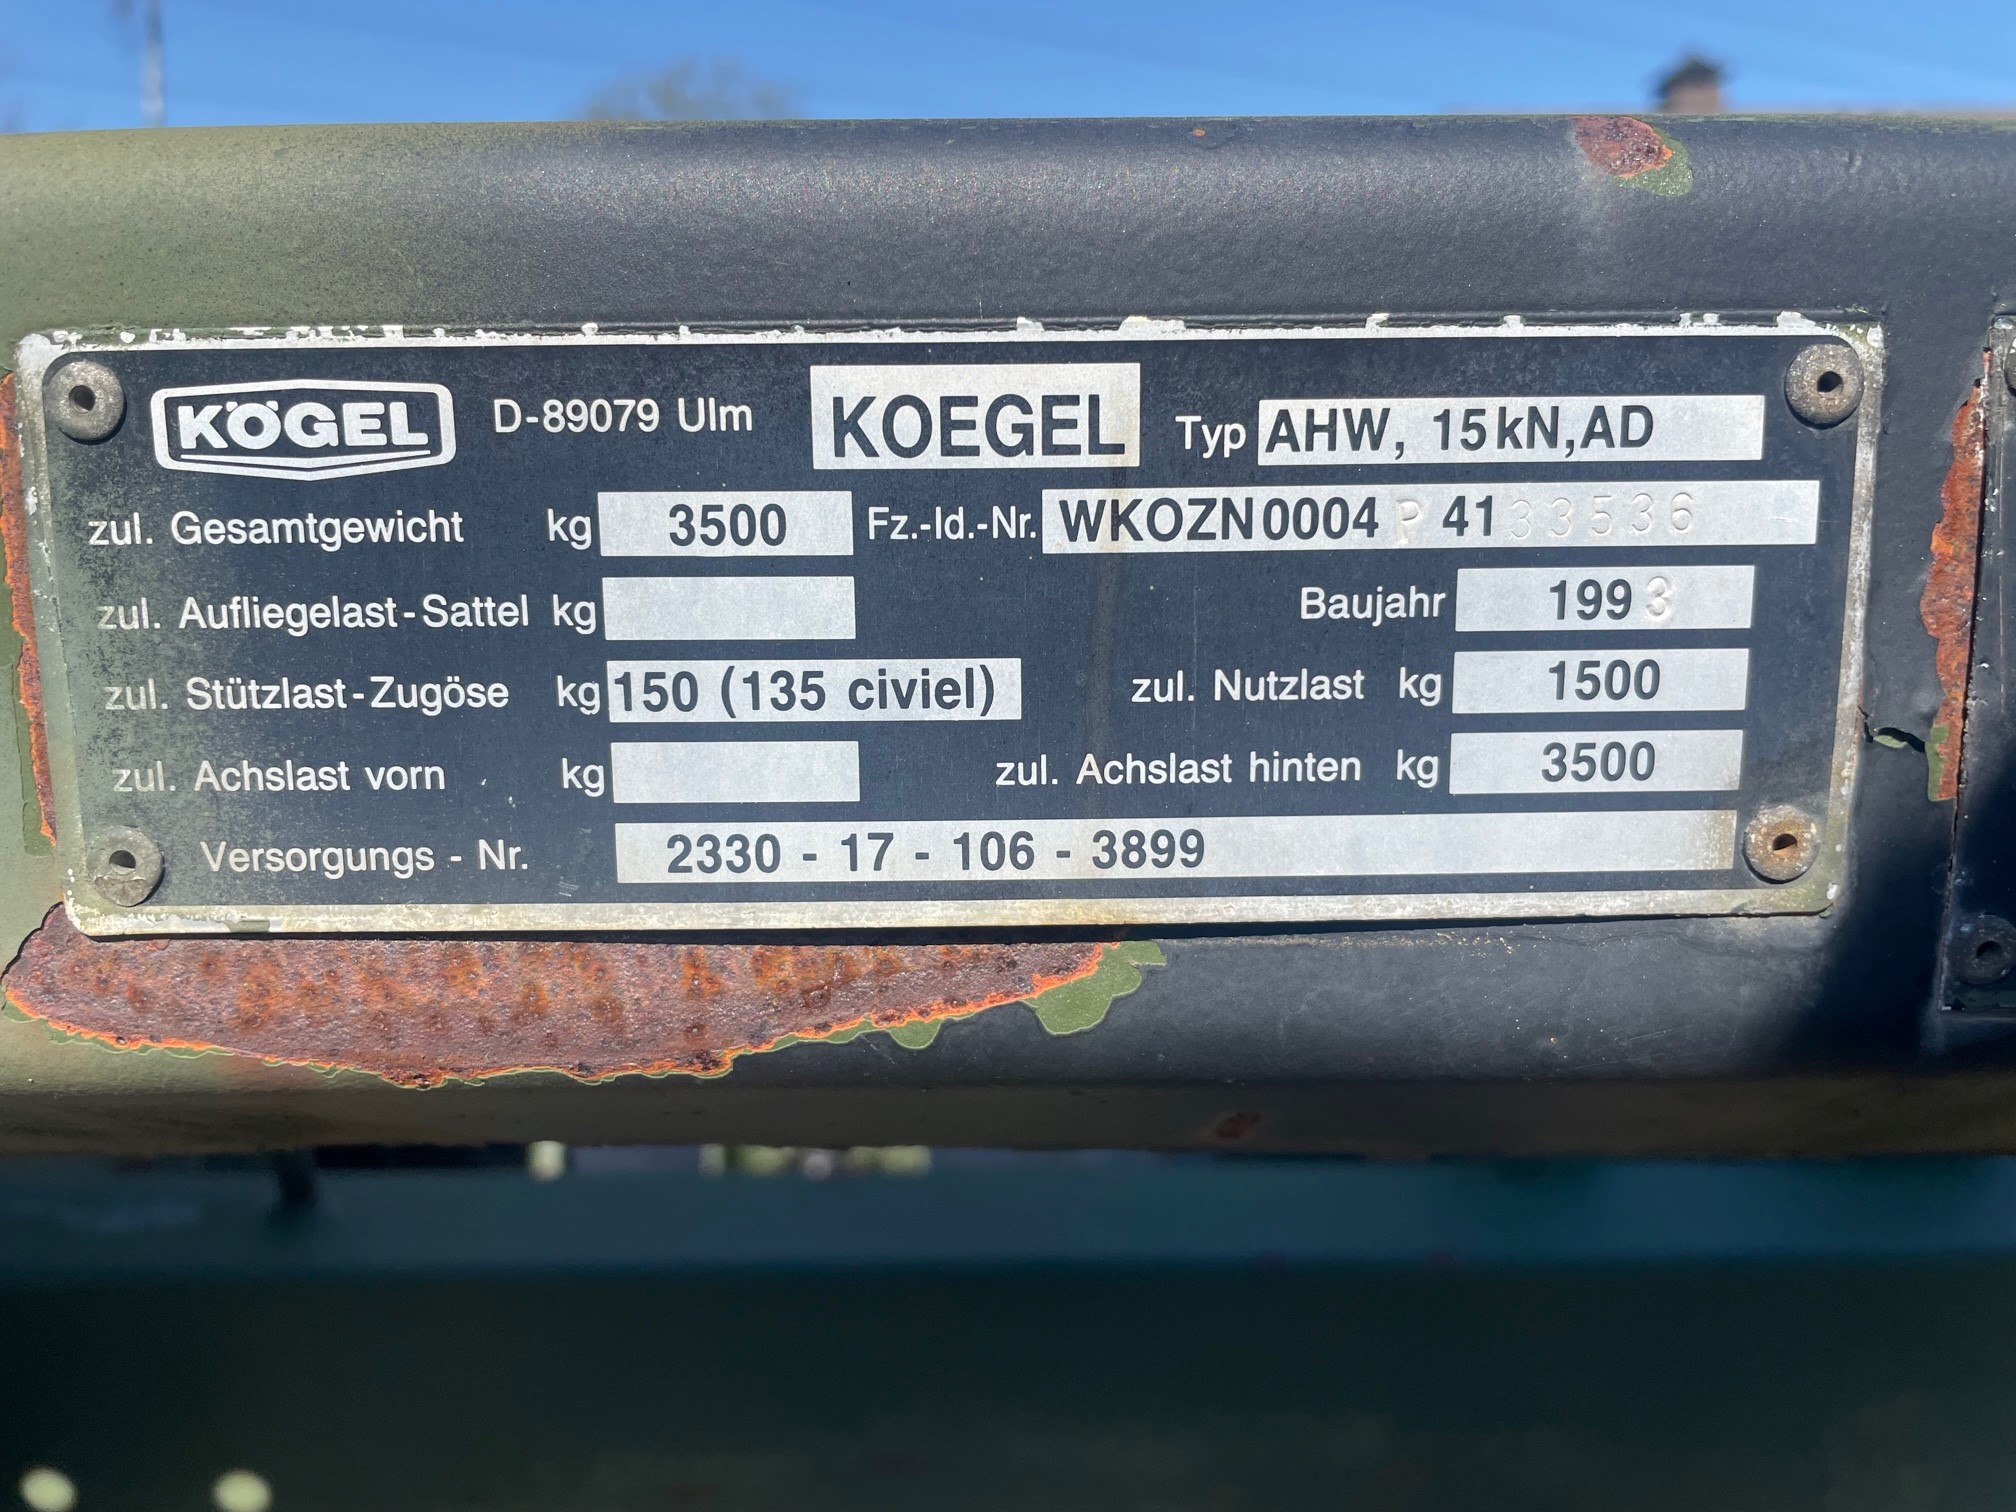 KÖGEL D-89079 Ulm KOEGEL Typ AHW, 15kN,AD
zul. Gesamtgewicht kg 3500 Fz.-Id.-Nr. WKOZN0004P4133536
zul. Aufliegelast-Sattel kg Baujahr 1993
zul. Stützlast-Zugöse kg 150 (135 civiel) zul. Nutzlast kg 1500
zul. Achslast vorn kg zul. Achslast hinten kg 3500
Versorgungs - Nr. 2330 - 17 - 106 - 3899